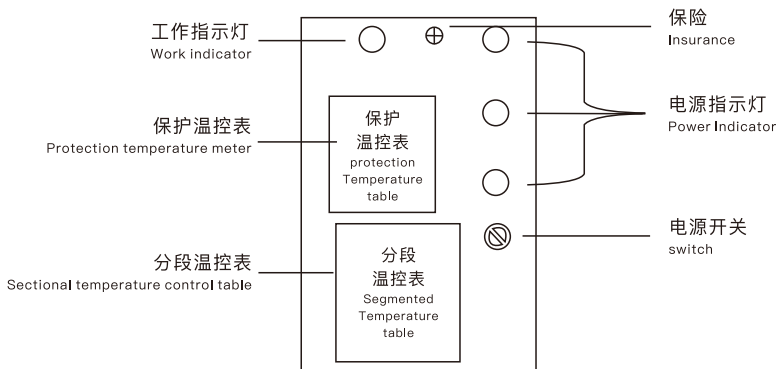 工作指示灯
Work indicator
保险
Insurance
电源指示灯
Power Indicator
保护温控表
Protection temperature meter
保护
温控表
protection
Temperature
table
电源开关
switch
分段温控表
Sectional temperature control table
分段
温控表
Segmented
Temperature
table